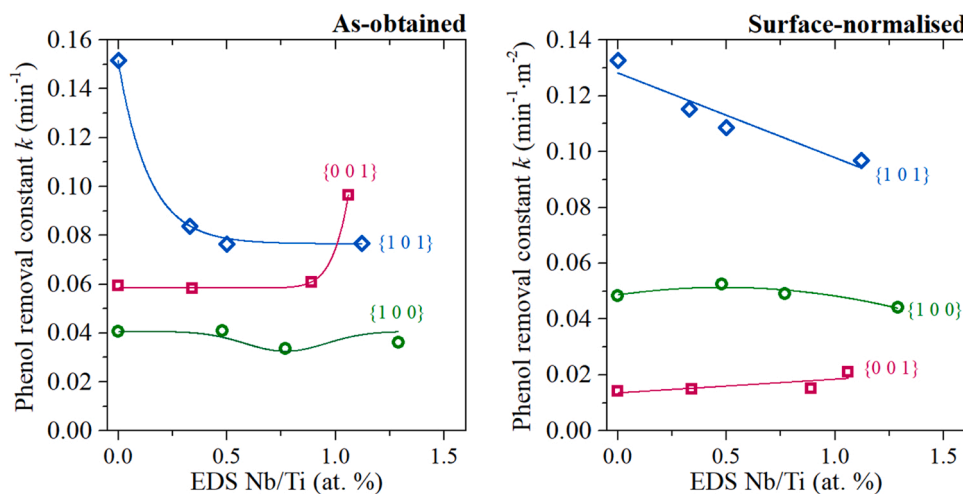 As-obtained
Phenol removal constant k (min⁻¹)
0.16
0.14
0.12
0.10
0.08
0.06
0.04
0.02
0.00
{0 0 1}
{1 0 1}
{1 0 0}
0.0 0.5 1.0 1.5
EDS Nb/Ti (at. %)
Surface-normalised
Phenol removal constant k (min⁻¹·m⁻²)
0.14
0.12
0.10
0.08
0.06
0.04
0.02
0.00
{1 0 1}
{1 0 0}
{0 0 1}
0.0 0.5 1.0 1.5
EDS Nb/Ti (at. %)